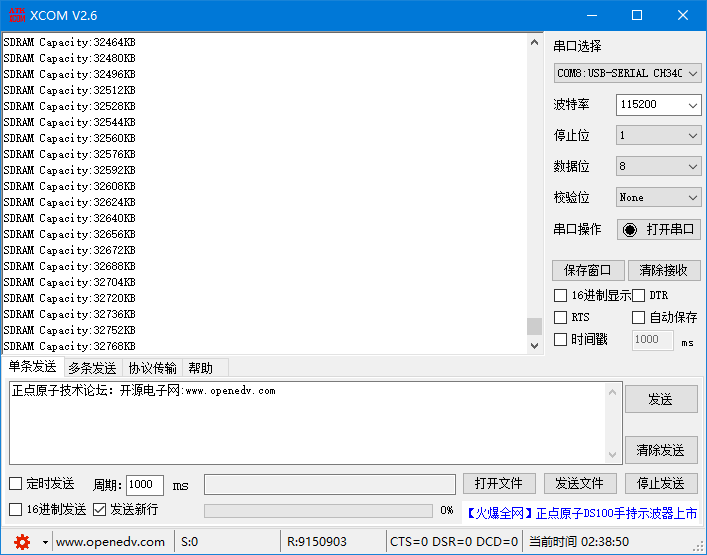 XCOM V2.6
SDRAM Capacity:32464KB
SDRAM Capacity:32480KB
SDRAM Capacity:32496KB
SDRAM Capacity:32512KB
SDRAM Capacity:32528KB
SDRAM Capacity:32544KB
SDRAM Capacity:32560KB
SDRAM Capacity:32576KB
SDRAM Capacity:32592KB
SDRAM Capacity:32608KB
SDRAM Capacity:32624KB
SDRAM Capacity:32640KB
SDRAM Capacity:32656KB
SDRAM Capacity:32672KB
SDRAM Capacity:32688KB
SDRAM Capacity:32704KB
SDRAM Capacity:32720KB
SDRAM Capacity:32736KB
SDRAM Capacity:32752KB
SDRAM Capacity:32768KB
串口选择
COM8:USB-SERIAL CH340
波特率 115200
停止位 1
数据位 8
校验位 None
串口操作 打开串口
保存窗口 清除接收
16进制显示 DTR
RTS 自动保存
时间戳 1000 ms
单条发送 多条发送 协议传输 帮助
正点原子技术论坛：开源电子网:www.openedv.com
发送
清除发送
定时发送 周期: 1000 ms 打开文件 发送文件 停止发送
16进制发送 发送新行 0% 【火爆全网】正点原子DS100手持示波器上市
www.openedv.com S:0 R:9150903 CTS=0 DSR=0 DCD=0 当前时间 02:38:50